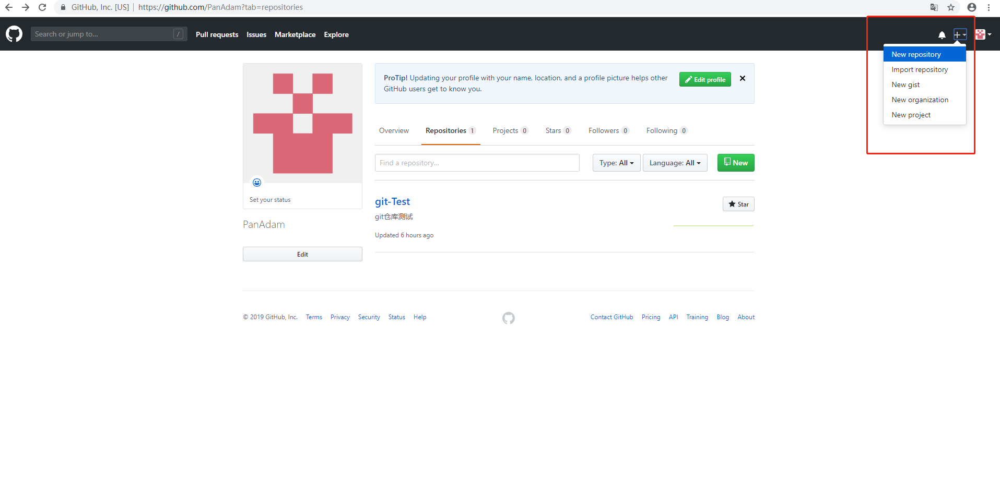 GitHub, Inc. [US] | https://github.com/PanAdam?tab=repositories
Search or jump to... /
Pull requests Issues Marketplace Explore
New repository
Import repository
New gist
New organization
New project
ProTip! Updating your profile with your name, location, and a profile picture helps other
GitHub users get to know you.
Edit profile
Overview Repositories 1 Projects 0 Stars 0 Followers 0 Following 0
Find a repository... Type: All Language: All New
Set your status
PanAdam
Edit
git-Test
Star
git仓库测试
Updated 6 hours ago
© 2019 GitHub, Inc. Terms Privacy Security Status Help Contact GitHub Pricing API Training Blog About